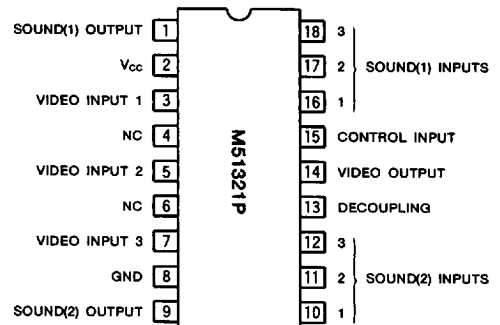 SOUND(1) OUTPUT 1
Vcc 2
VIDEO INPUT 1 3
NC 4
VIDEO INPUT 2 5
NC 6
VIDEO INPUT 3 7
GND 8
SOUND(2) OUTPUT 9
M51321P
18 3
17 2 SOUND(1) INPUTS
16 1
15 CONTROL INPUT
14 VIDEO OUTPUT
13 DECOUPLING
12 3
11 2 SOUND(2) INPUTS
10 1